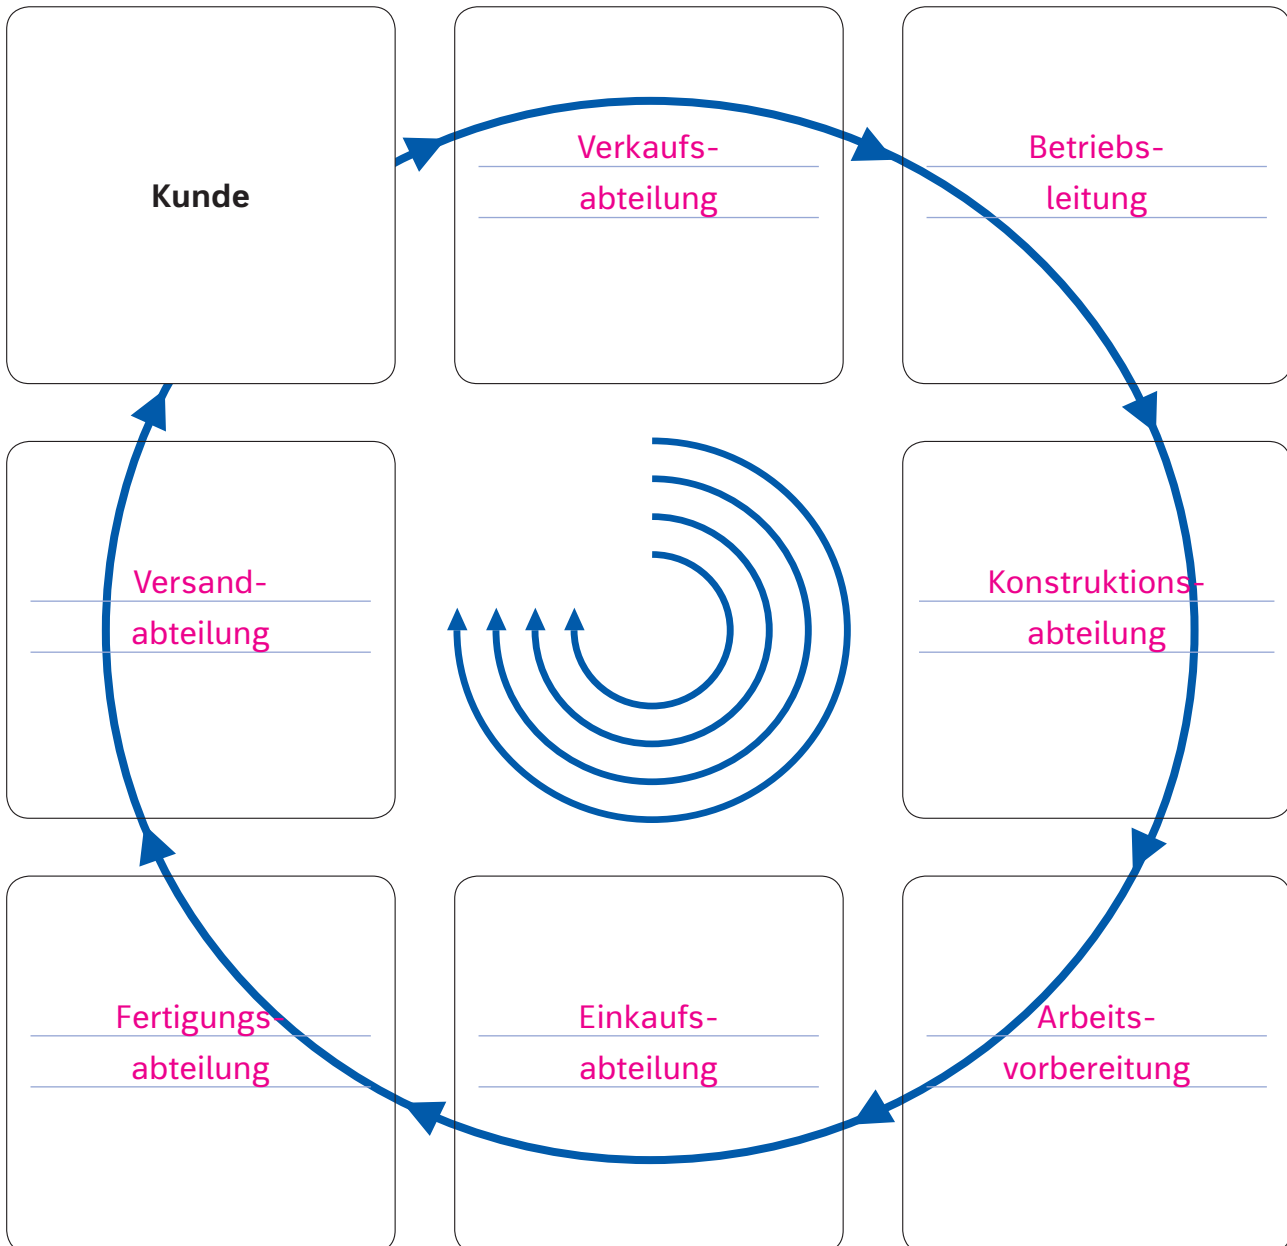 Kunde
Verkaufs-
abteilung
Betriebs-
leitung
Versand-
abteilung
Konstruktions-
abteilung
Fertigungs-
abteilung
Einkaufs-
abteilung
Arbeits-
vorbereitung